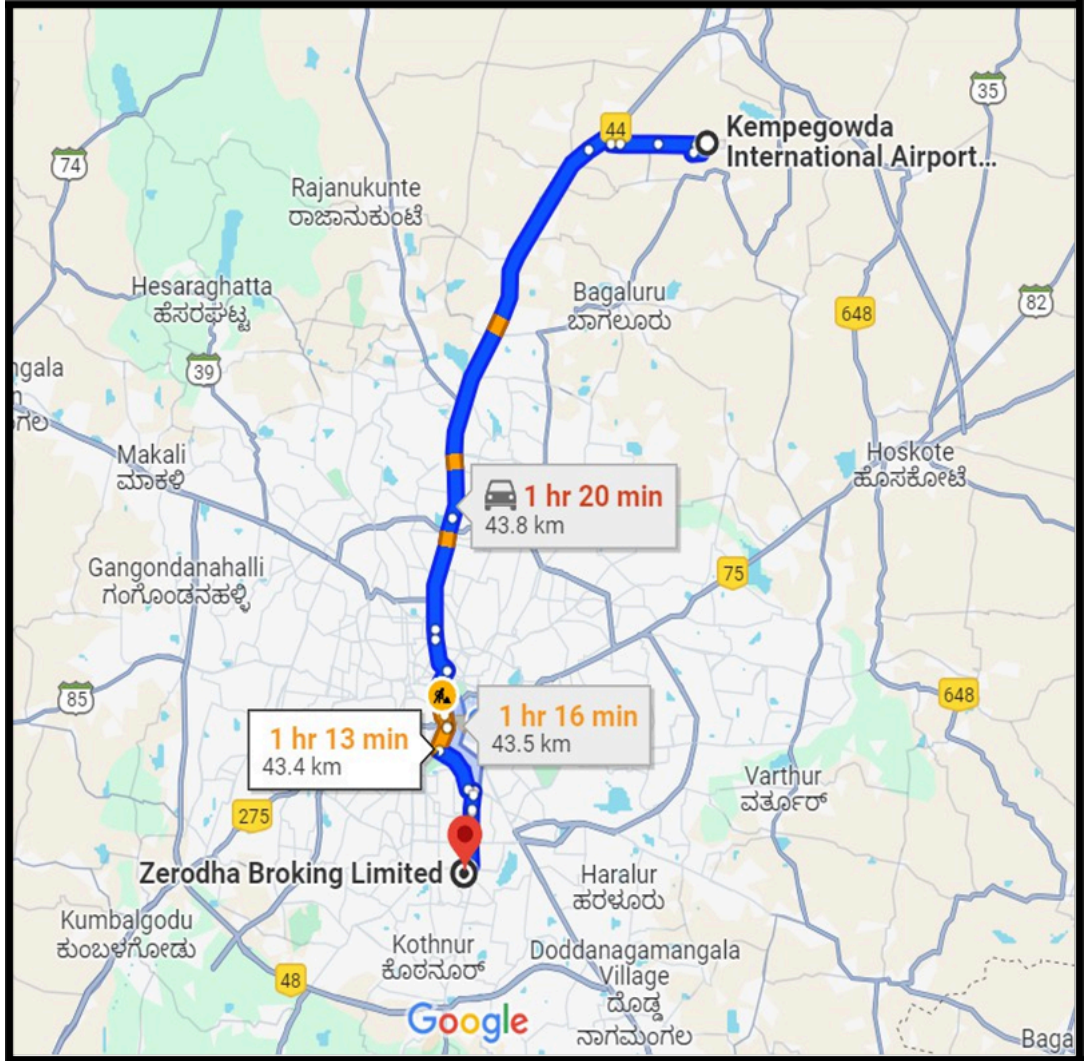 44
Kempegowda
International Airport...
35
74
Rajanukunte
ರಾಜಾನುಕುಂಟೆ
Hesaraghatta
ಹೆಸರಘಟ್ಟ
Bagaluru
ಬಾಗಲೂರು
648
82
39
ngala
Makali
ಮಾಕಳಿ
Hoskote
ಹೊಸಕೋಟೆ
1 hr 20 min
43.8 km
Gangondanahalli
ಗಂಗೊಂಡನಹಳ್ಳಿ
75
85
648
1 hr 16 min
43.5 km
1 hr 13 min
43.4 km
Varthur
ವರ್ತೂರ್
275
Zerodha Broking Limited
Haralur
ಹರಳೂರು
Kumbalgodu
ಕುಂಬಳಗೋಡು
Kothnur
ಕೊಠನೂರ್
Doddanagamangala
Village
ದೊಡ್ಡ
ನಾಗಮಂಗಲ
48
Google
Baga